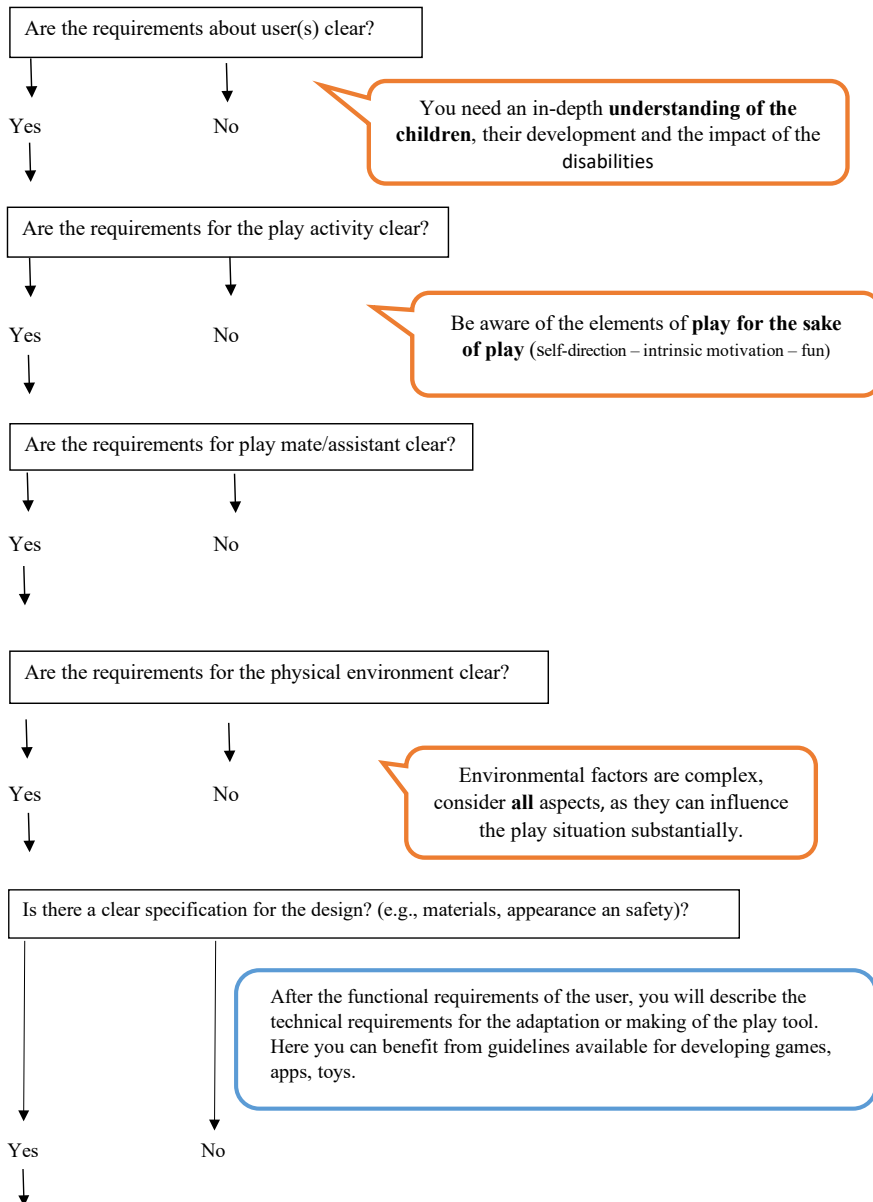 Are the requirements about user(s) clear?
You need an in-depth understanding of the
children, their development and the impact of the
disabilities
Yes
No
Are the requirements for the play activity clear?
Be aware of the elements of play for the sake
of play (self-direction – intrinsic motivation – fun)
Yes
No
Are the requirements for play mate/assistant clear?
Yes
No
Are the requirements for the physical environment clear?
Environmental factors are complex,
consider all aspects, as they can influence
the play situation substantially.
Yes
No
Is there a clear specification for the design? (e.g., materials, appearance an safety)?
After the functional requirements of the user, you will describe the
technical requirements for the adaptation or making of the play tool.
Here you can benefit from guidelines available for developing games,
apps, toys.
Yes
No